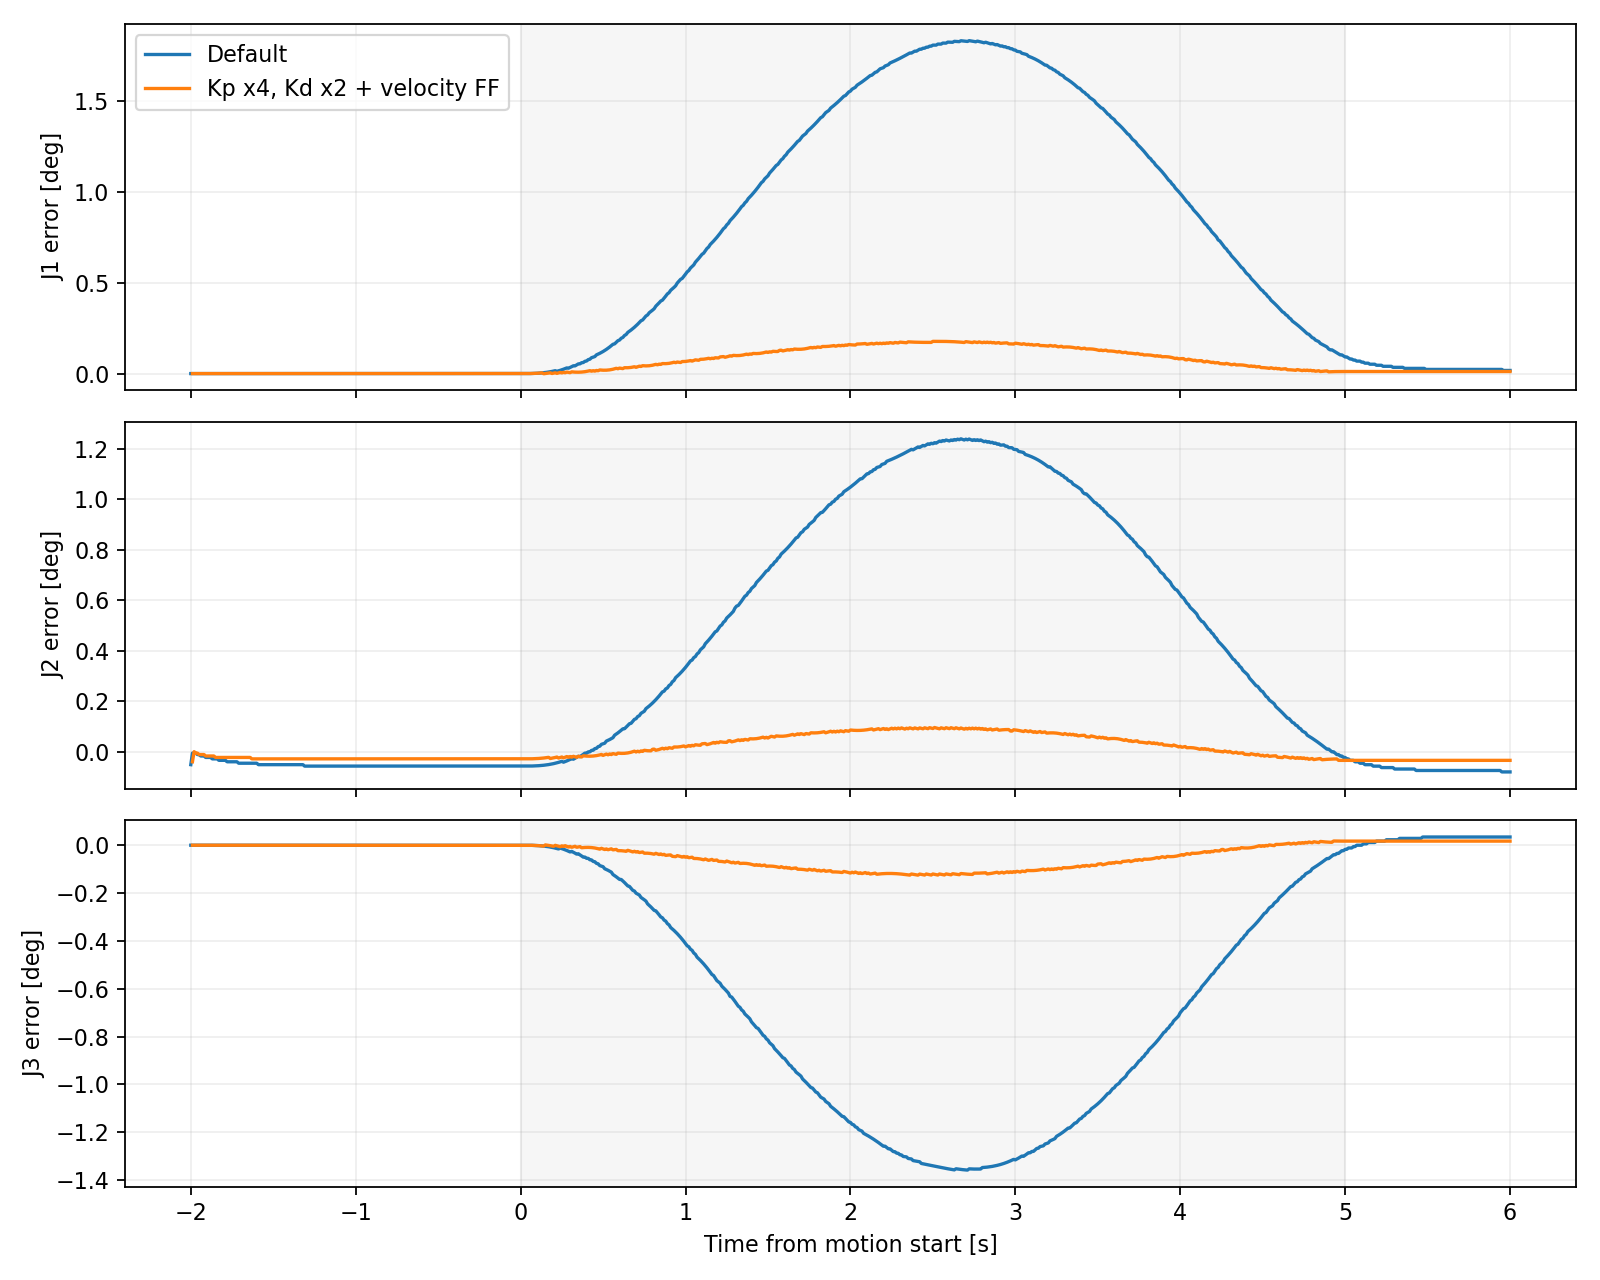 Default
Kp x4, Kd x2 + velocity FF
J1 error [deg]
1.5
1.0
0.5
0.0
J2 error [deg]
1.2
1.0
0.8
0.6
0.4
0.2
0.0
J3 error [deg]
0.0
−0.2
−0.4
−0.6
−0.8
−1.0
−1.2
−1.4
−2 −1 0 1 2 3 4 5 6
Time from motion start [s]